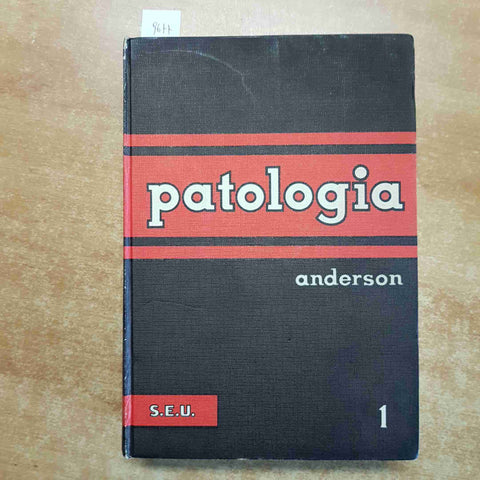 patologia
anderson
S.E.U.
1